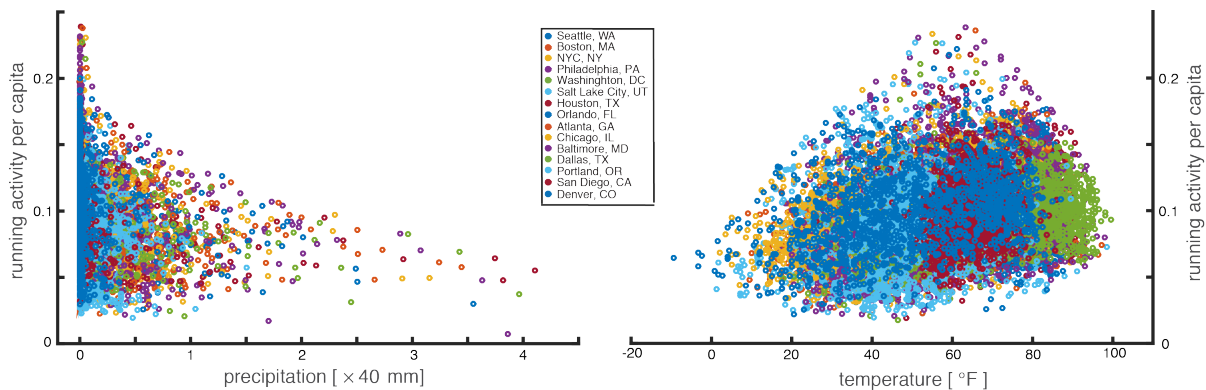 running activity per capita
0.2
0.1
0
0
1
2
3
4
precipitation [ × 40 mm]
Seattle, WA
Boston, MA
NYC, NY
Philadelphia, PA
Washinghton, DC
Salt Lake City, UT
Houston, TX
Orlando, FL
Atlanta, GA
Chicago, IL
Baltimore, MD
Dallas, TX
Portland, OR
San Diego, CA
Denver, CO
-20
0
20
40
60
80
100
temperature [ °F]
0.2
0.1
0
running activity per capita